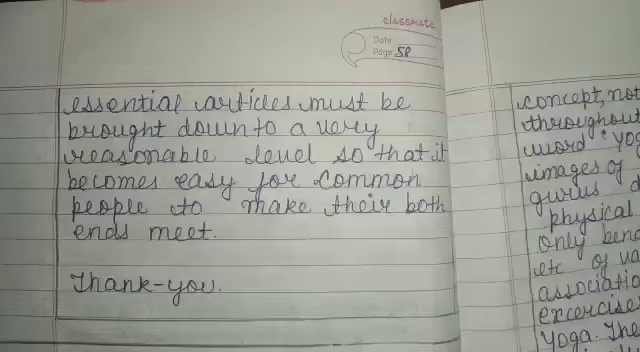 classmate
Date
Page 58
essential articles must be
brought down to a very
reasonable level so that it
becomes easy for common
people to make their both
ends meet.
Thank-you.
concept, not
throughout
word "Yog
images of
gurus
physical
only bend
etc of va
association
excercise
Yoga. The